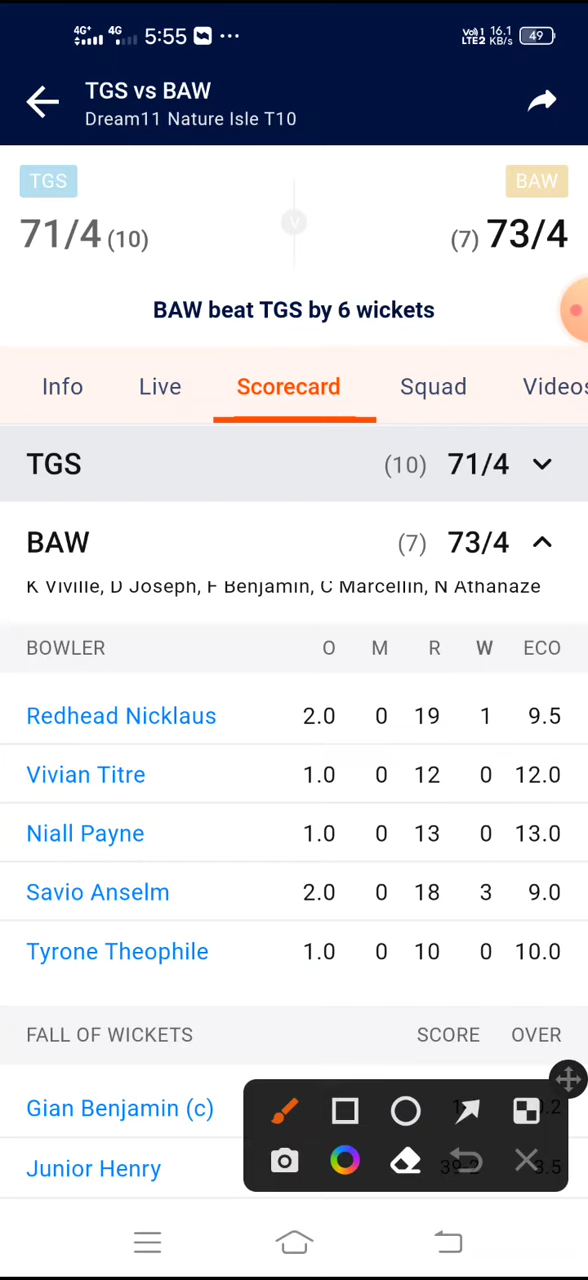 4G+ 4G 5:55 ... Vo)) 1 LTE2 16.1 KB/s 49
TGS vs BAW
Dream11 Nature Isle T10
TGS BAW
71/4 (10) V (7) 73/4
BAW beat TGS by 6 wickets
Info Live Scorecard Squad Videos
TGS (10) 71/4
BAW (7) 73/4
K Viville, D Joseph, F Benjamin, C Marcellin, N Athanaze
BOWLER O M R W ECO
Redhead Nicklaus 2.0 0 19 1 9.5
Vivian Titre 1.0 0 12 0 12.0
Niall Payne 1.0 0 13 0 13.0
Savio Anselm 2.0 0 18 3 9.0
Tyrone Theophile 1.0 0 10 0 10.0
FALL OF WICKETS SCORE OVER
Gian Benjamin (c)
Junior Henry 39-2 3.5